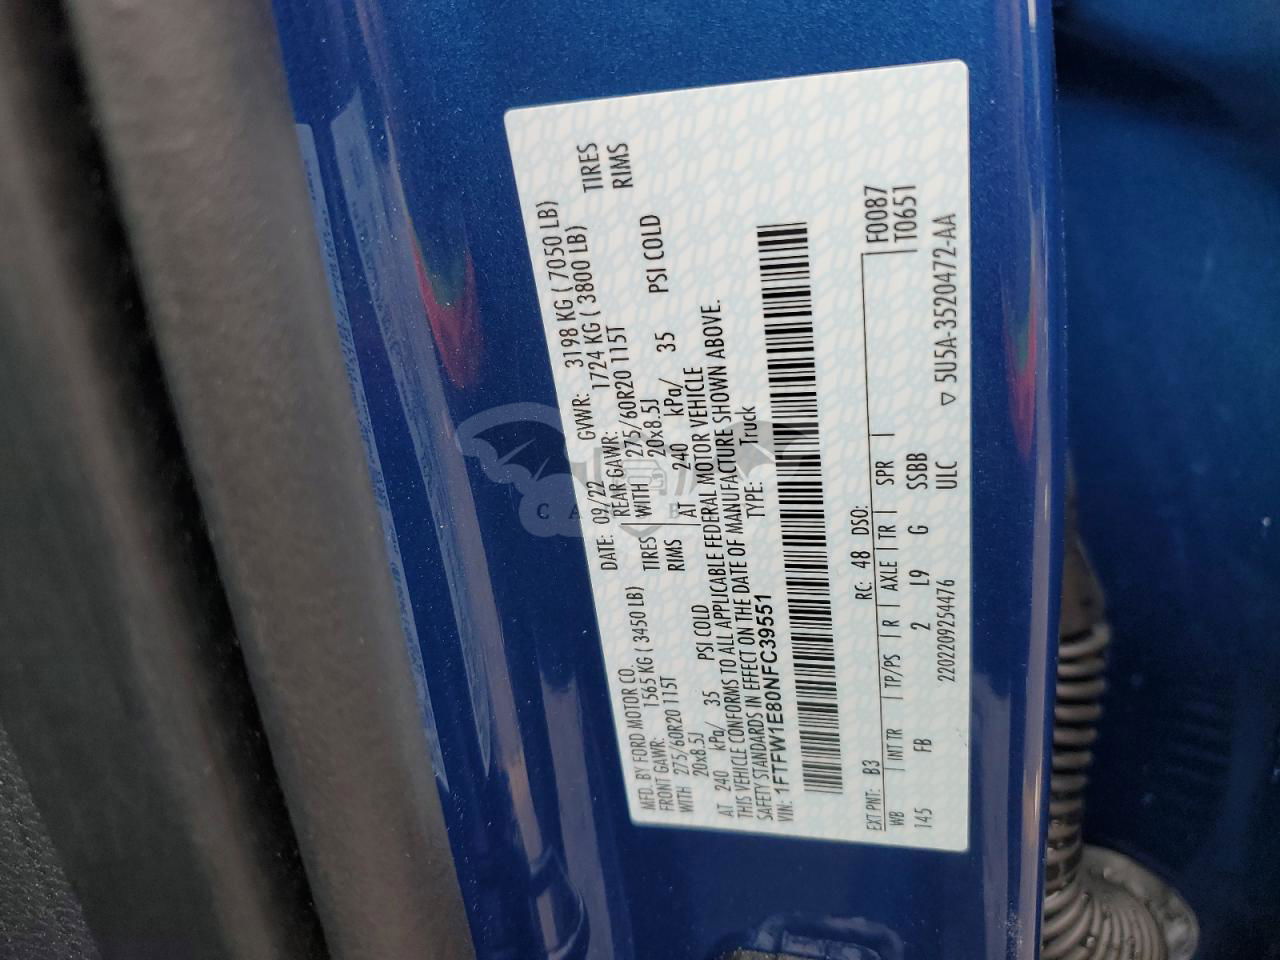 MFD. BY FORD MOTOR CO.
DATE: 09/22 GVWR: 3198 KG ( 7050 LB)
FRONT GAWR: 1565 KG ( 3450 LB) REAR GAWR: 1724 KG ( 3800 LB)
WITH 275/60R20 115T TIRES WITH 275/60R20 115T TIRES
20x8.5J RIMS 20x8.5J RIMS
AT 240 kPa/ 35 PSI COLD AT 240 kPa/ 35 PSI COLD
THIS VEHICLE CONFORMS TO ALL APPLICABLE FEDERAL MOTOR VEHICLE
SAFETY STANDARDS IN EFFECT ON THE DATE OF MANUFACTURE SHOWN ABOVE.
VIN: 1FTFW1E80NFC39551 TYPE: Truck
EXT PNT: B3 RC: 48 DSO: F0087
WB INT TR TP/PS R AXLE TR SPR T0651
145 FB 2 L9 G SSBB
2202209254476 ULC ▽ 5U5A-3520472-AA